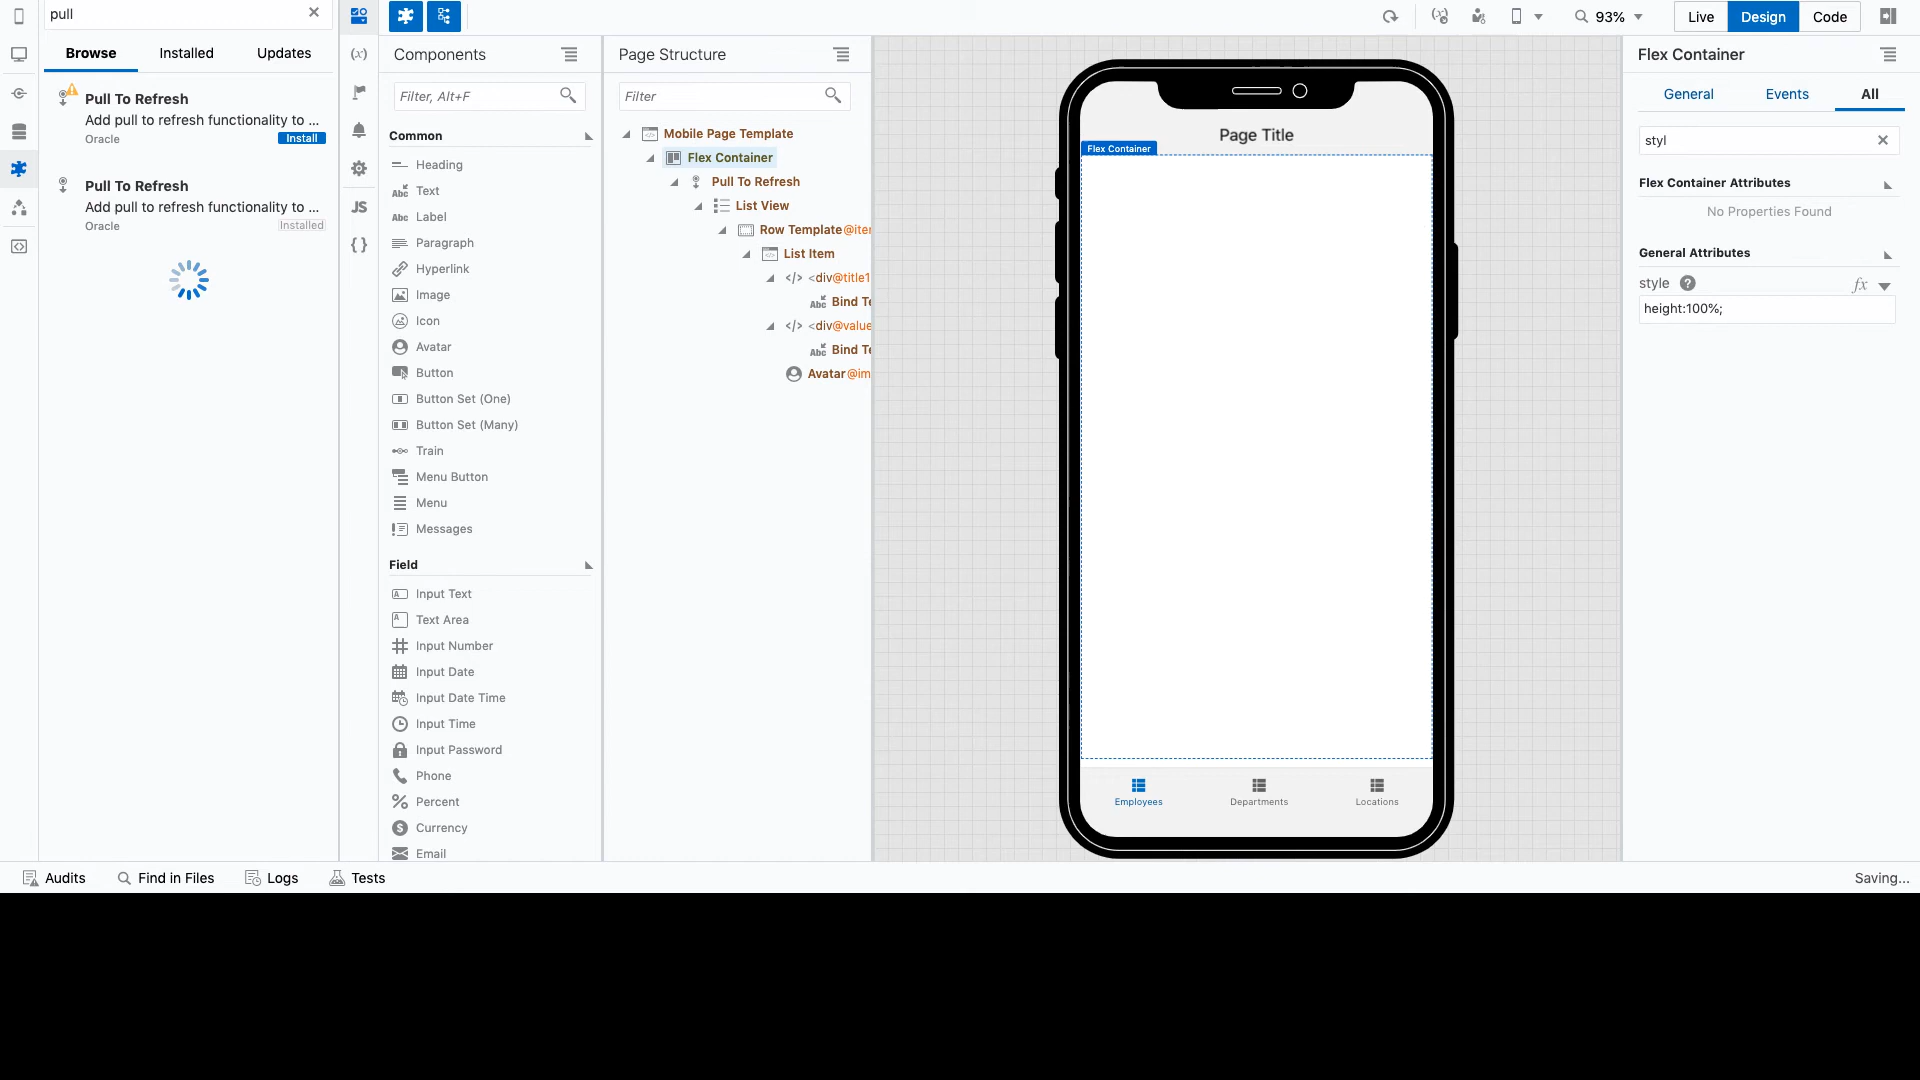 pull
Browse
Installed
Updates
Pull To Refresh
Add pull to refresh functionality to ...
Oracle
Install
Pull To Refresh
Add pull to refresh functionality to ...
Oracle
Installed
(x)
JS
{ }
Components
Filter, Alt+F
Common
Heading
Text
Label
Paragraph
Hyperlink
Image
Icon
Avatar
Button
Button Set (One)
Button Set (Many)
Train
Menu Button
Menu
Messages
Field
Input Text
Text Area
Input Number
Input Date
Input Date Time
Input Time
Input Password
Phone
Percent
Currency
Email
Page Structure
Filter
Mobile Page Template
Flex Container
Pull To Refresh
List View
Row Template@iter
List Item
<div@title1
Bind Te
<div@value
Bind Te
Avatar@im
93%
Live
Design
Code
Page Title
Flex Container
Employees
Departments
Locations
Flex Container
General
Events
All
styl
Flex Container Attributes
No Properties Found
General Attributes
style
fx
height:100%;
Audits
Find in Files
Logs
Tests
Saving...